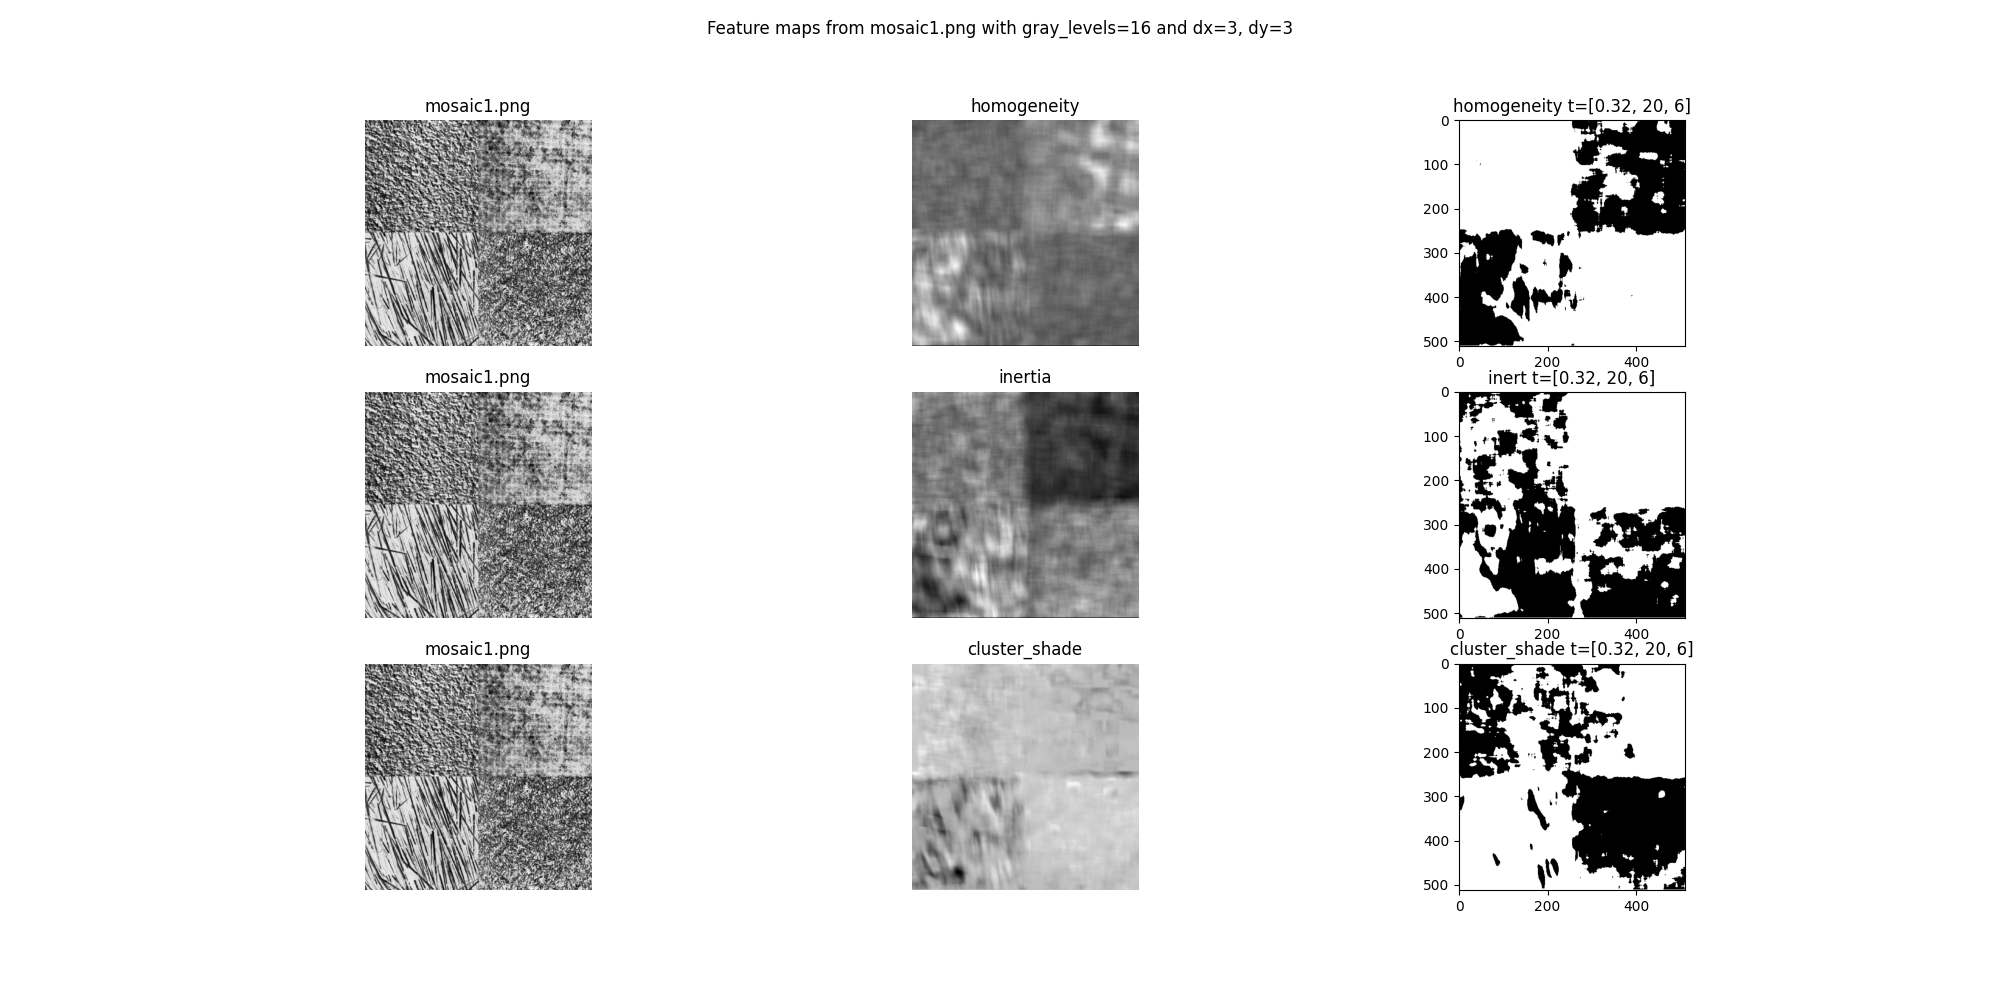 Feature maps from mosaic1.png with gray_levels=16 and dx=3, dy=3
mosaic1.png
homogeneity
homogeneity t=[0.32, 20, 6]
0
100
200
300
400
500
0
200
400
mosaic1.png
inertia
inert t=[0.32, 20, 6]
0
100
200
300
400
500
0
200
400
mosaic1.png
cluster_shade
cluster_shade t=[0.32, 20, 6]
0
100
200
300
400
500
0
200
400